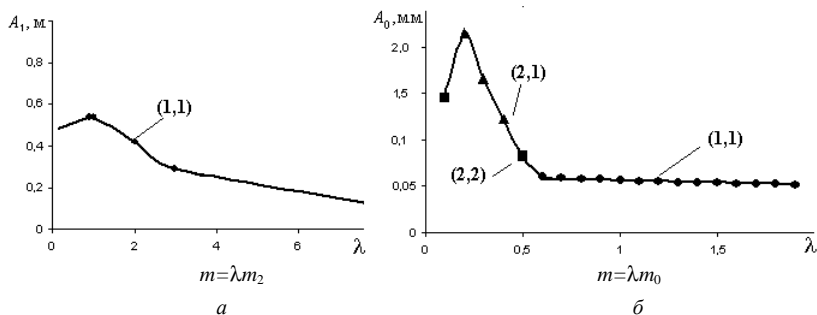 A₁, м
1
0,8
0,6
0,4
0,2
0
0
2
4
6
λ
(1,1)
m=λm₂
а
A₀, мм
2,0
1,5
0,1
0,05
0
0
0,5
1
1,5
λ
(2,1)
(2,2)
(1,1)
m=λm₀
б